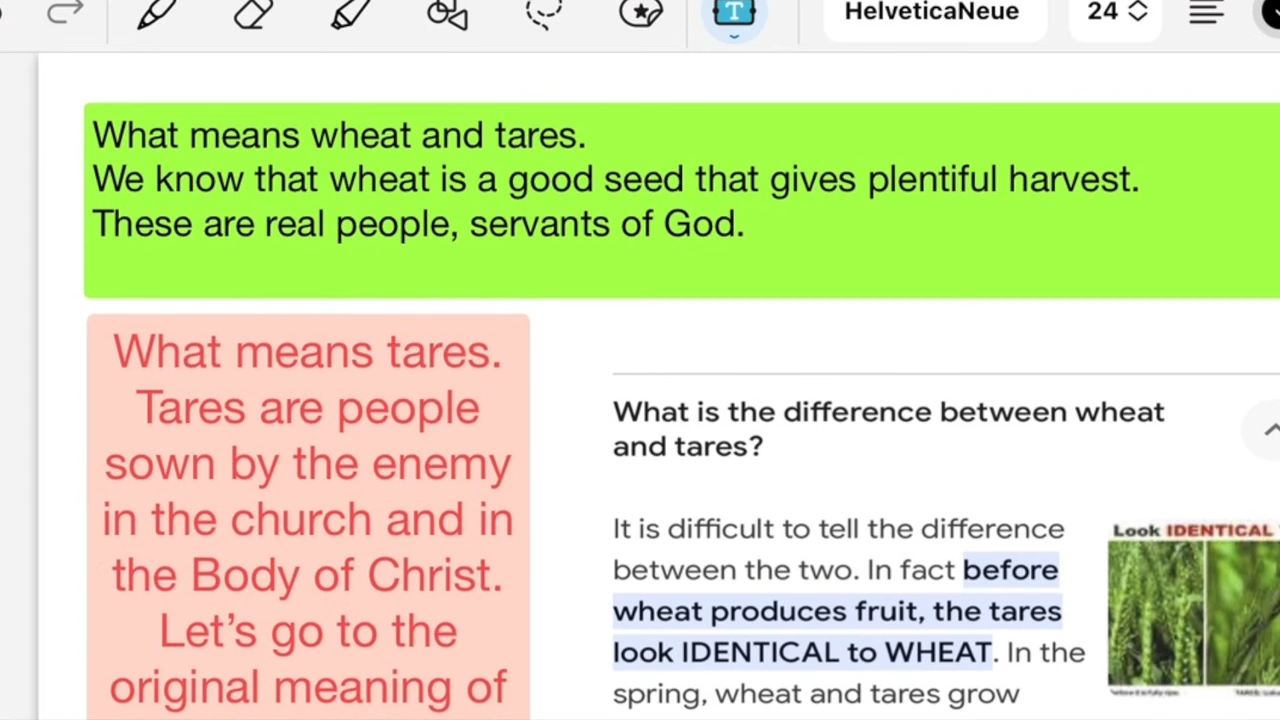 HelveticaNeue
24
What means wheat and tares.
We know that wheat is a good seed that gives plentiful harvest.
These are real people, servants of God.
What means tares.
Tares are people
sown by the enemy
in the church and in
the Body of Christ.
Let’s go to the
original meaning of
What is the difference between wheat
and tares?
It is difficult to tell the difference
between the two. In fact before
wheat produces fruit, the tares
look IDENTICAL to WHEAT. In the
spring, wheat and tares grow
Look IDENTICAL